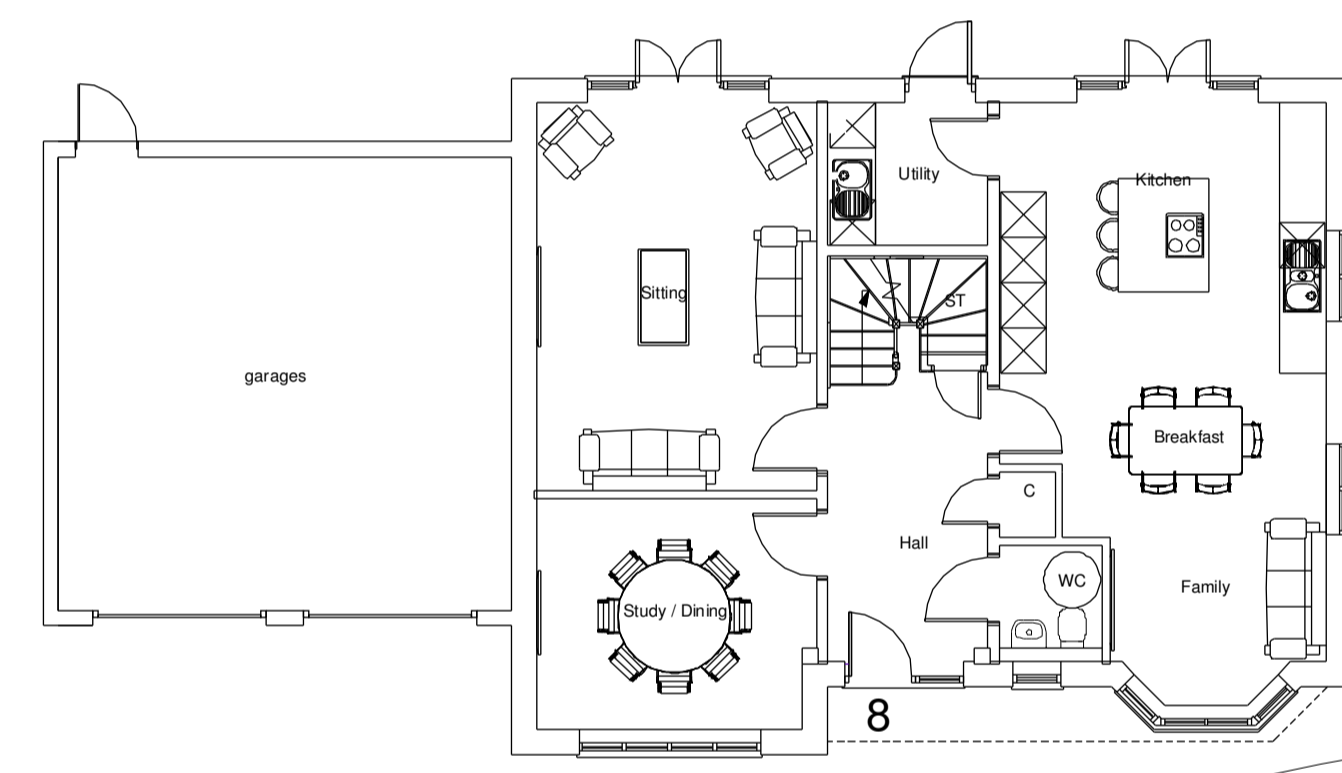 Utility
Kitchen
Sitting
ST
garages
Breakfast
C
Hall
WC
Family
Study / Dining
8